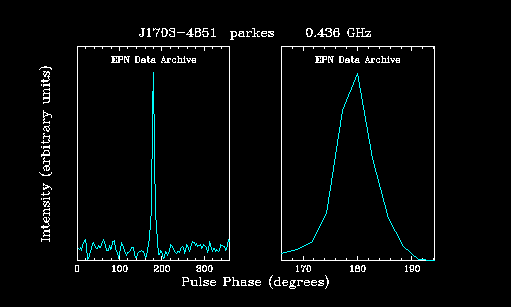 J1703-4851 parkes 0.436 GHz
EPN Data Archive
EPN Data Archive
Intensity (arbitrary units)
0 100 200 300
170 180 190
Pulse Phase (degrees)